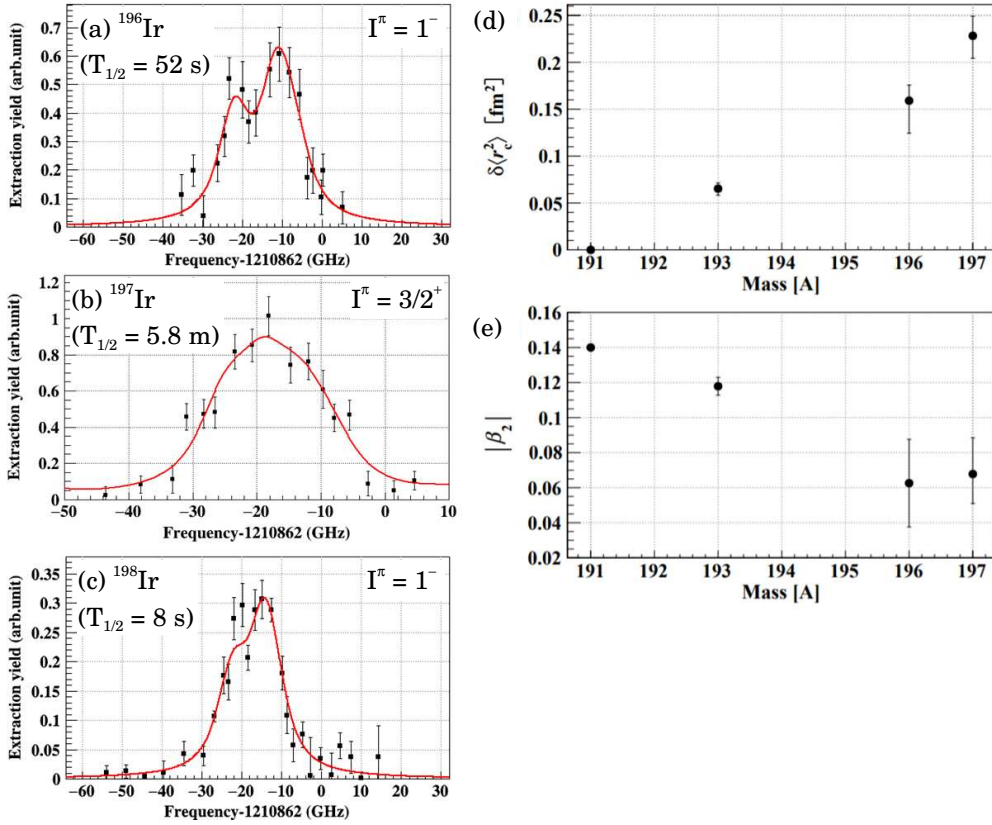 (a) ¹⁹⁶Ir
(T₁/₂ = 52 s)
I^π = 1⁻
Extraction yield (arb.unit)
0.7
0.6
0.5
0.4
0.3
0.2
0.1
0
−60 −50 −40 −30 −20 −10 0 10 20 30
Frequency-1210862 (GHz)
(b) ¹⁹⁷Ir
(T₁/₂ = 5.8 m)
I^π = 3/2⁺
Extraction yield (arb.unit)
1.2
1
0.8
0.6
0.4
0.2
0
−50 −40 −30 −20 −10 0 10
Frequency-1210862 (GHz)
(c) ¹⁹⁸Ir
(T₁/₂ = 8 s)
I^π = 1⁻
Extraction yield (arb.unit)
0.35
0.3
0.25
0.2
0.15
0.1
0.05
0
−60 −50 −40 −30 −20 −10 0 10 20 30
Frequency-1210862 (GHz)
(d)
δ⟨r_c²⟩ [fm²]
0.25
0.2
0.15
0.1
0.05
0
191 192 193 194 195 196 197
Mass [A]
(e)
|β₂|
0.16
0.14
0.12
0.1
0.08
0.06
0.04
0.02
191 192 193 194 195 196 197
Mass [A]